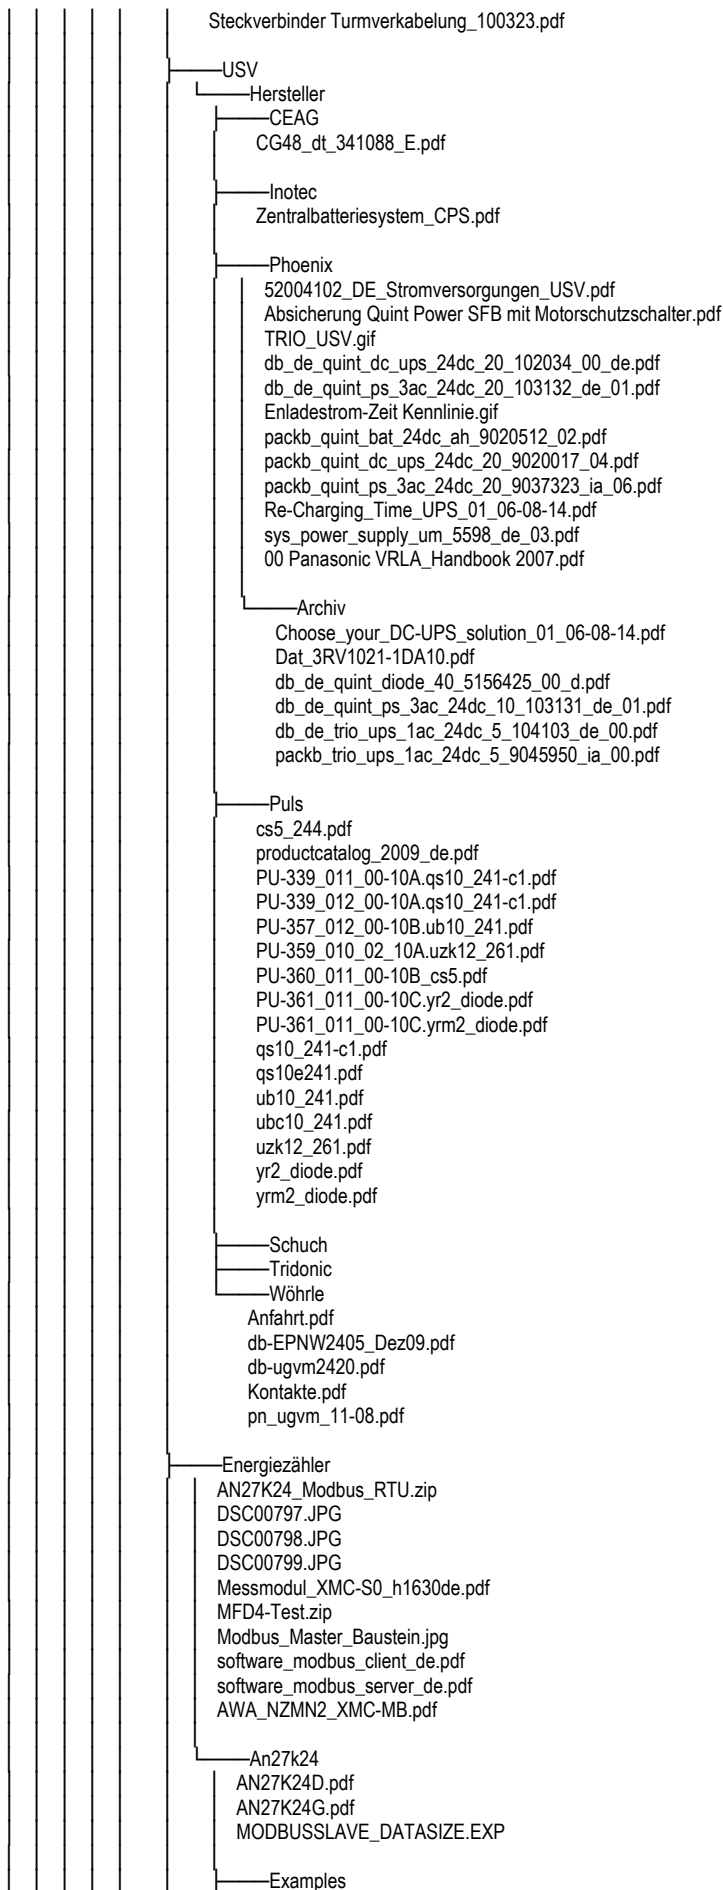 Steckverbinder Turmverkabelung_100323.pdf
USV
Hersteller
CEAG
CG48_dt_341088_E.pdf
Inotec
Zentralbatteriesystem_CPS.pdf
Phoenix
52004102_DE_Stromversorgungen_USV.pdf
Absicherung Quint Power SFB mit Motorschutzschalter.pdf
TRIO_USV.gif
db_de_quint_dc_ups_24dc_20_102034_00_de.pdf
db_de_quint_ps_3ac_24dc_20_103132_de_01.pdf
Enladestrom-Zeit Kennlinie.gif
packb_quint_bat_24dc_ah_9020512_02.pdf
packb_quint_dc_ups_24dc_20_9020017_04.pdf
packb_quint_ps_3ac_24dc_20_9037323_ia_06.pdf
Re-Charging_Time_UPS_01_06-08-14.pdf
sys_power_supply_um_5598_de_03.pdf
00 Panasonic VRLA_Handbook 2007.pdf
Archiv
Choose_your_DC-UPS_solution_01_06-08-14.pdf
Dat_3RV1021-1DA10.pdf
db_de_quint_diode_40_5156425_00_d.pdf
db_de_quint_ps_3ac_24dc_10_103131_de_01.pdf
db_de_trio_ups_1ac_24dc_5_104103_de_00.pdf
packb_trio_ups_1ac_24dc_5_9045950_ia_00.pdf
Puls
cs5_244.pdf
productcatalog_2009_de.pdf
PU-339_011_00-10A.qs10_241-c1.pdf
PU-339_012_00-10A.qs10_241-c1.pdf
PU-357_012_00-10B.ub10_241.pdf
PU-359_010_02_10A.uzk12_261.pdf
PU-360_011_00-10B_cs5.pdf
PU-361_011_00-10C.yr2_diode.pdf
PU-361_011_00-10C.yrm2_diode.pdf
qs10_241-c1.pdf
qs10e241.pdf
ub10_241.pdf
ubc10_241.pdf
uzk12_261.pdf
yr2_diode.pdf
yrm2_diode.pdf
Schuch
Tridonic
Wöhrle
Anfahrt.pdf
db-EPNW2405_Dez09.pdf
db-ugvm2420.pdf
Kontakte.pdf
pn_ugvm_11-08.pdf
Energiezähler
AN27K24_Modbus_RTU.zip
DSC00797.JPG
DSC00798.JPG
DSC00799.JPG
Messmodul_XMC-S0_h1630de.pdf
MFD4-Test.zip
Modbus_Master_Baustein.jpg
software_modbus_client_de.pdf
software_modbus_server_de.pdf
AWA_NZMN2_XMC-MB.pdf
An27k24
AN27K24D.pdf
AN27K24G.pdf
MODBUSSLAVE_DATASIZE.EXP
Examples